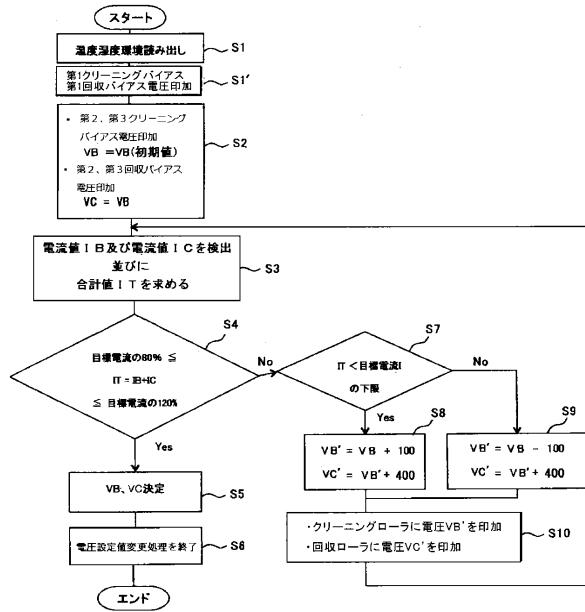 スタート
温度湿度環境読み出し
S1
第1クリーニングバイアス
第1回収バイアス電圧印加
S1'
・ 第2、第3クリーニング
バイアス電圧印加
VB =VB(初期値)
・ 第2、第3回収バイアス
電圧印加
VC = VB
S2
電流値IB及び電流値ICを検出
並びに
合計値ITを求める
S3
目標電流の80% ≦
IT = IB+IC
≦ 目標電流の120%
S4
No
Yes
IT <目標電流I
の下限
S7
No
Yes
VB' = VB + 100
VC' = VB'+ 400
S8
VB' = VB - 100
VC' = VB'+ 400
S9
VB、VC決定
S5
・クリーニングローラに電圧VB'を印加
・回収ローラに電圧VC'を印加
S10
電圧設定値変更処理を終了
S6
エンド